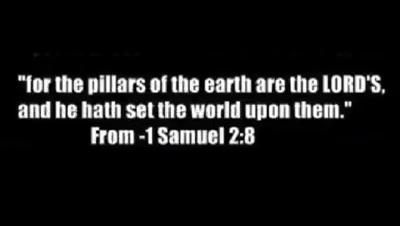 "for the pillars of the earth are the LORD'S,
and he hath set the world upon them."
From -1 Samuel 2:8